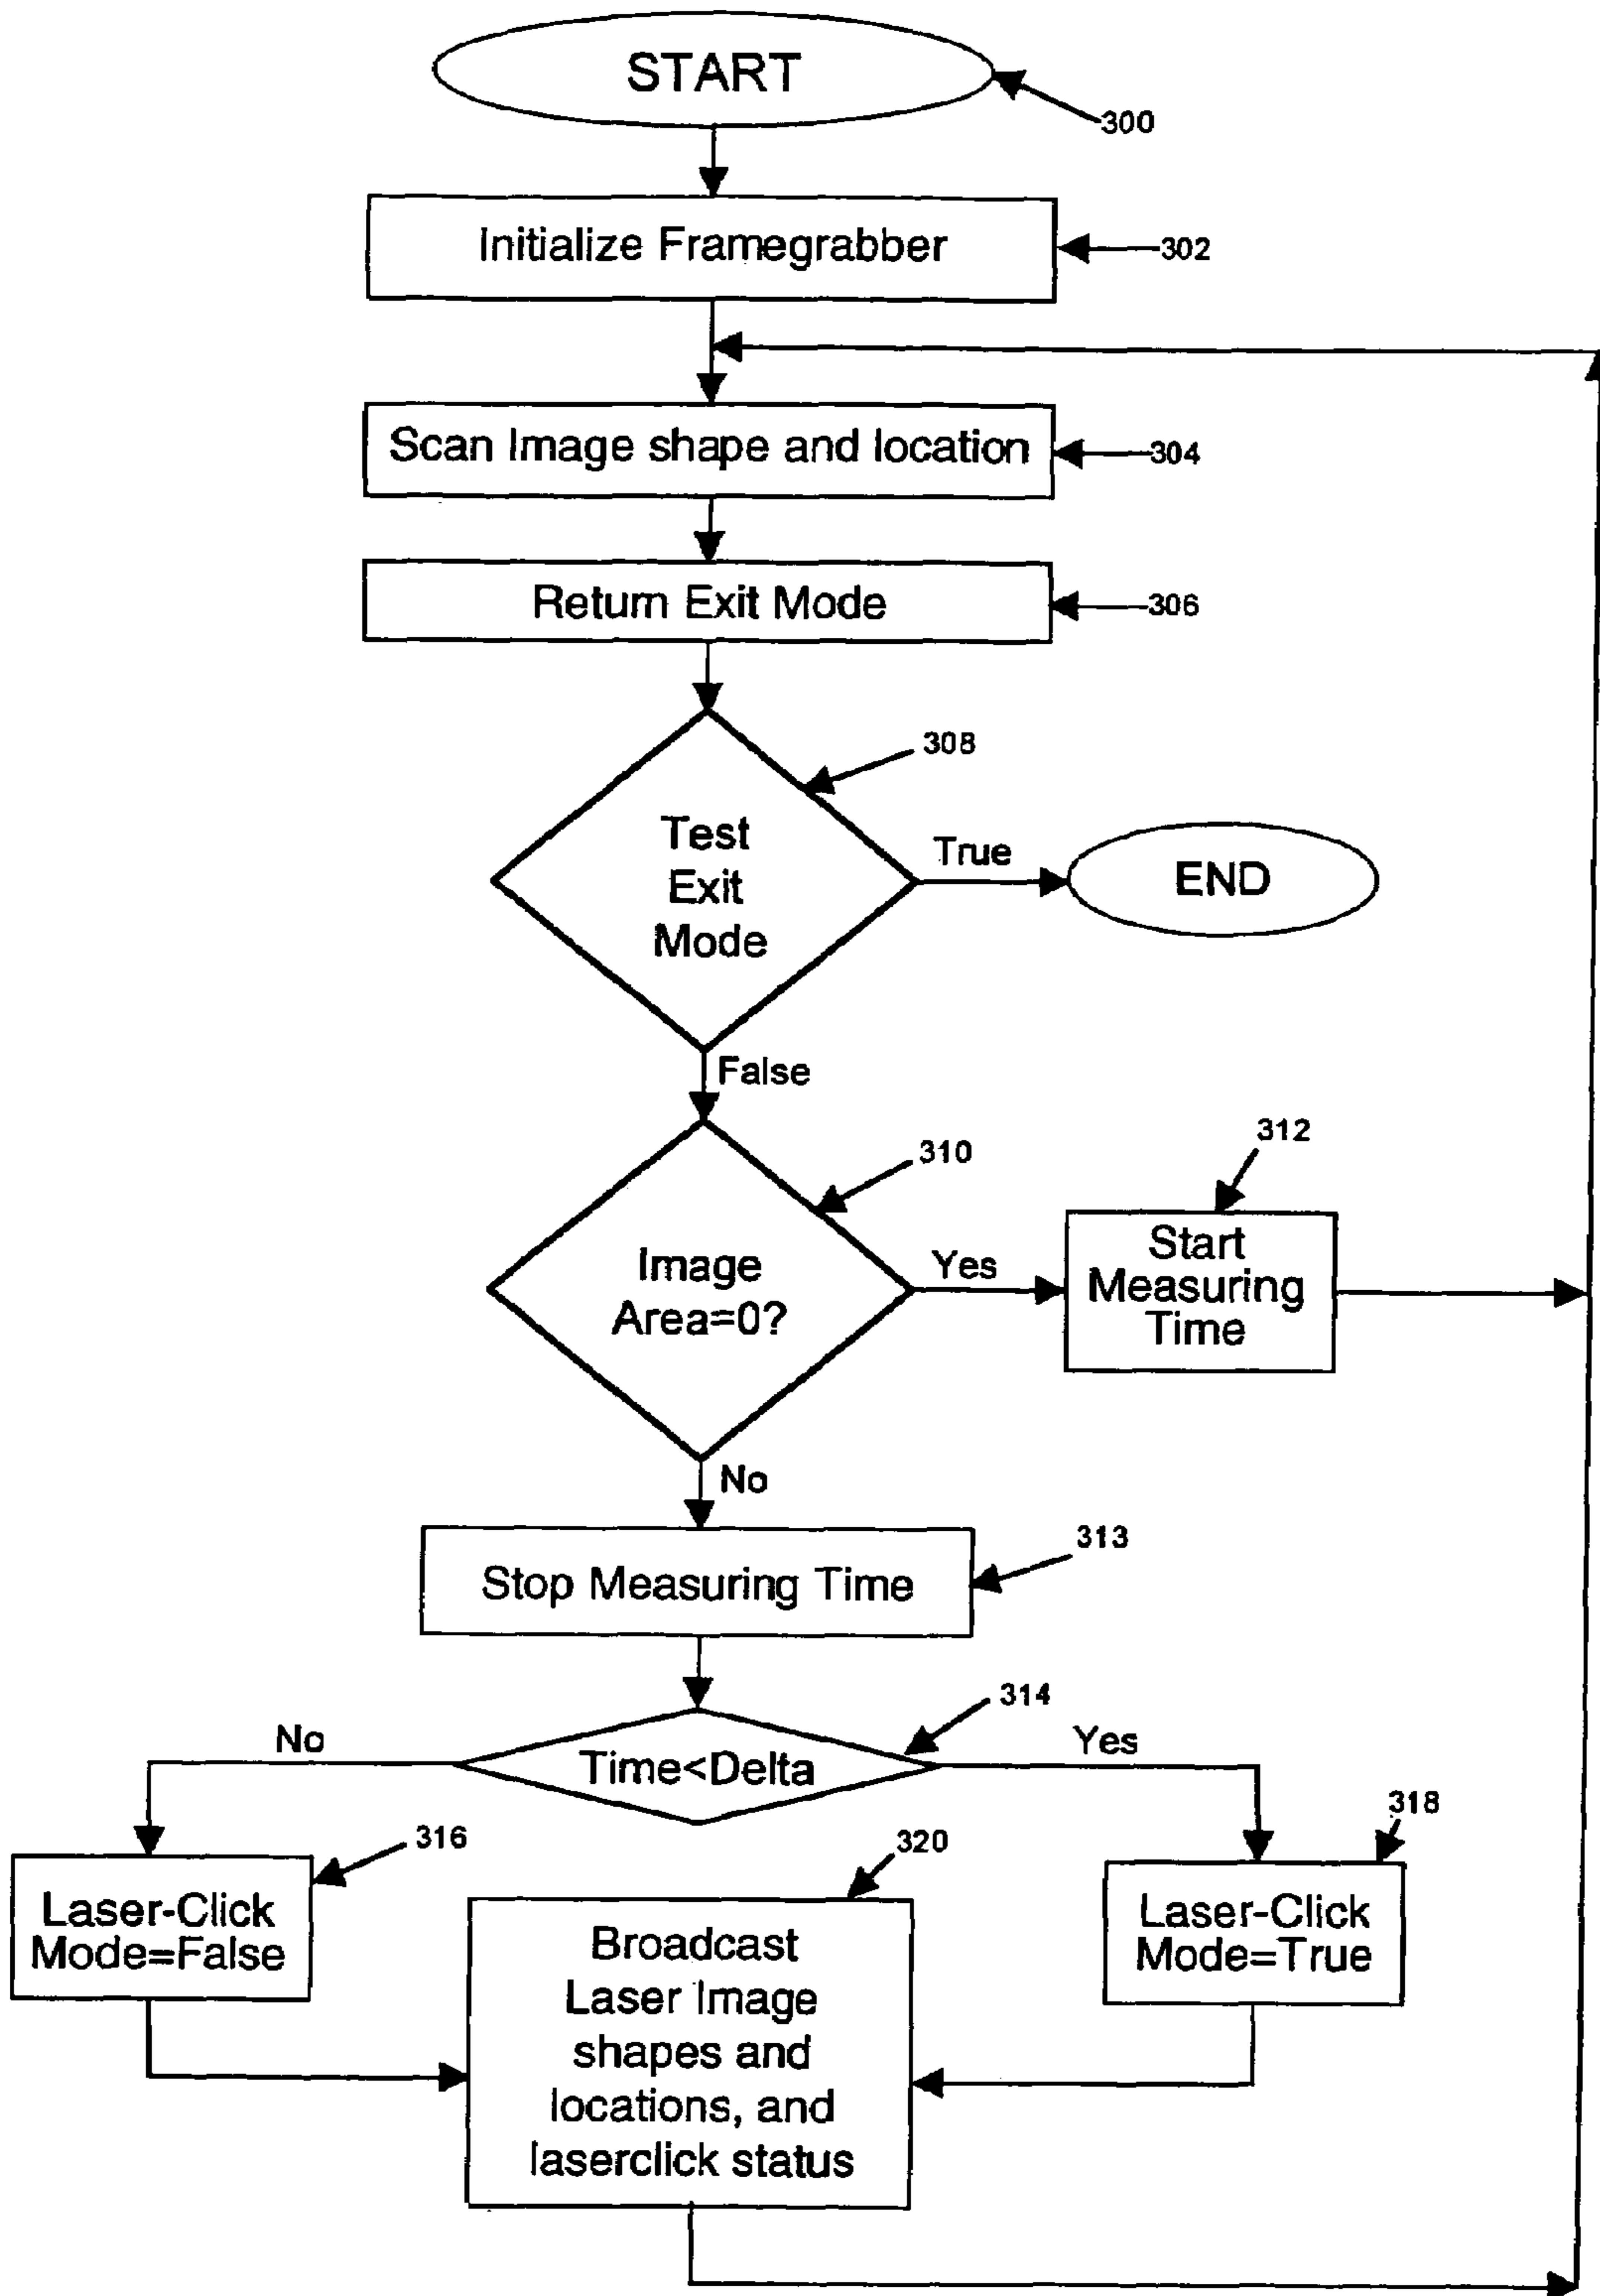 START
300
Initialize Framegrabber
302
Scan Image shape and location
304
Return Exit Mode
306
308
Test
Exit
Mode
True
END
False
310
312
Image
Area=0?
Yes
Start
Measuring
Time
No
313
Stop Measuring Time
314
No
Time<Delta
Yes
316
320
318
Laser-Click
Mode=False
Broadcast
Laser Image
shapes and
locations, and
laserclick status
Laser-Click
Mode=True